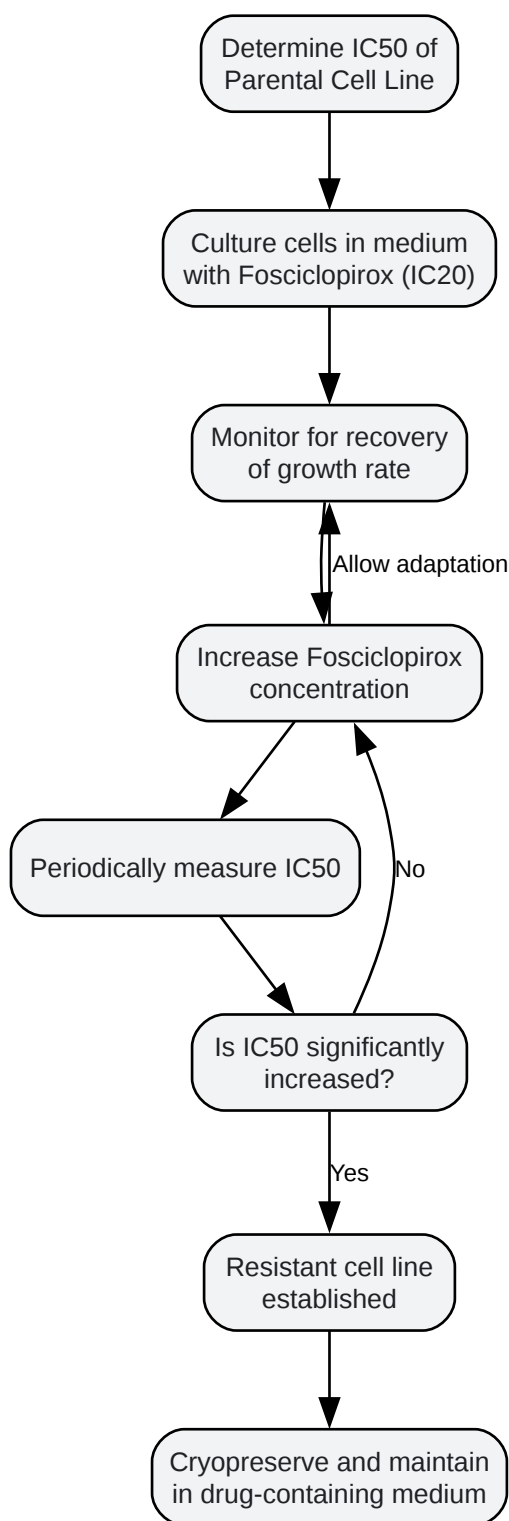 Determine IC50 of
Parental Cell Line
Culture cells in medium
with Fosciclopirox (IC20)
Monitor for recovery
of growth rate
Allow adaptation
Increase Fosciclopirox
concentration
Periodically measure IC50
No
Is IC50 significantly
increased?
Yes
Resistant cell line
established
Cryopreserve and maintain
in drug-containing medium